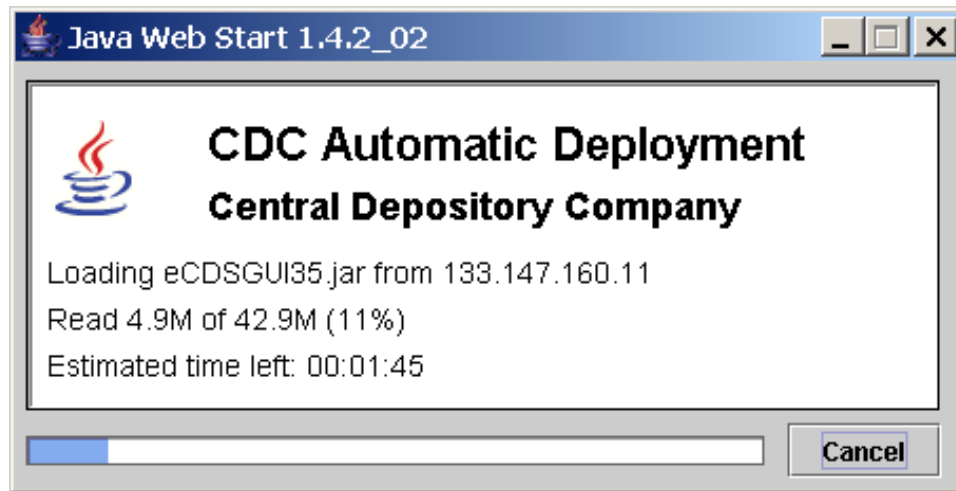 Java Web Start 1.4.2_02
CDC Automatic Deployment
Central Depository Company
Loading eCDSGUI35.jar from 133.147.160.11
Read 4.9M of 42.9M (11%)
Estimated time left: 00:01:45
Cancel